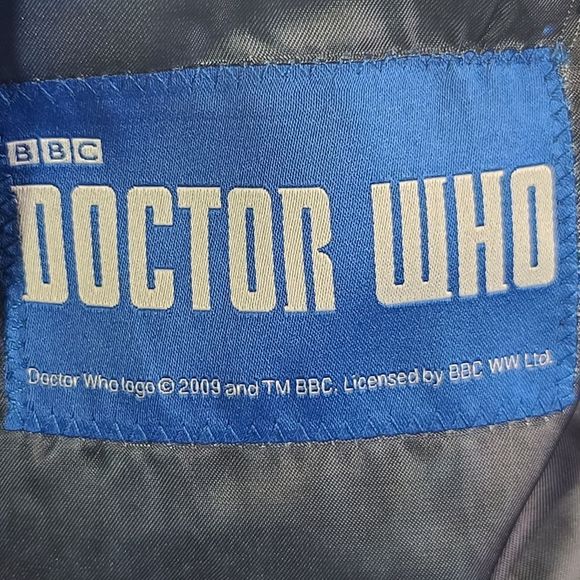 BBC
DOCTOR WHO
Doctor Who logo © 2009 and TM BBC. Licensed by BBC WW Ltd.